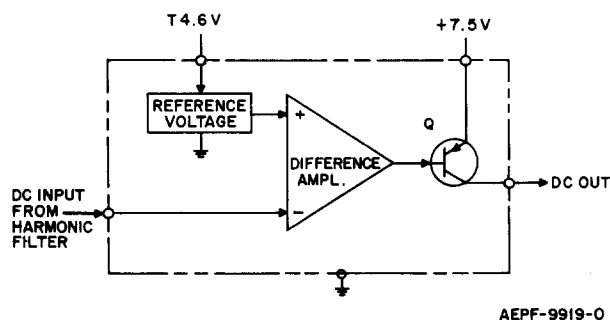 T4.6V
+7.5V
REFERENCE
VOLTAGE
+
Q
DIFFERENCE
AMPL.
DC OUT
DC INPUT
FROM
HARMONIC
FILTER
−
AEPF-9919-0